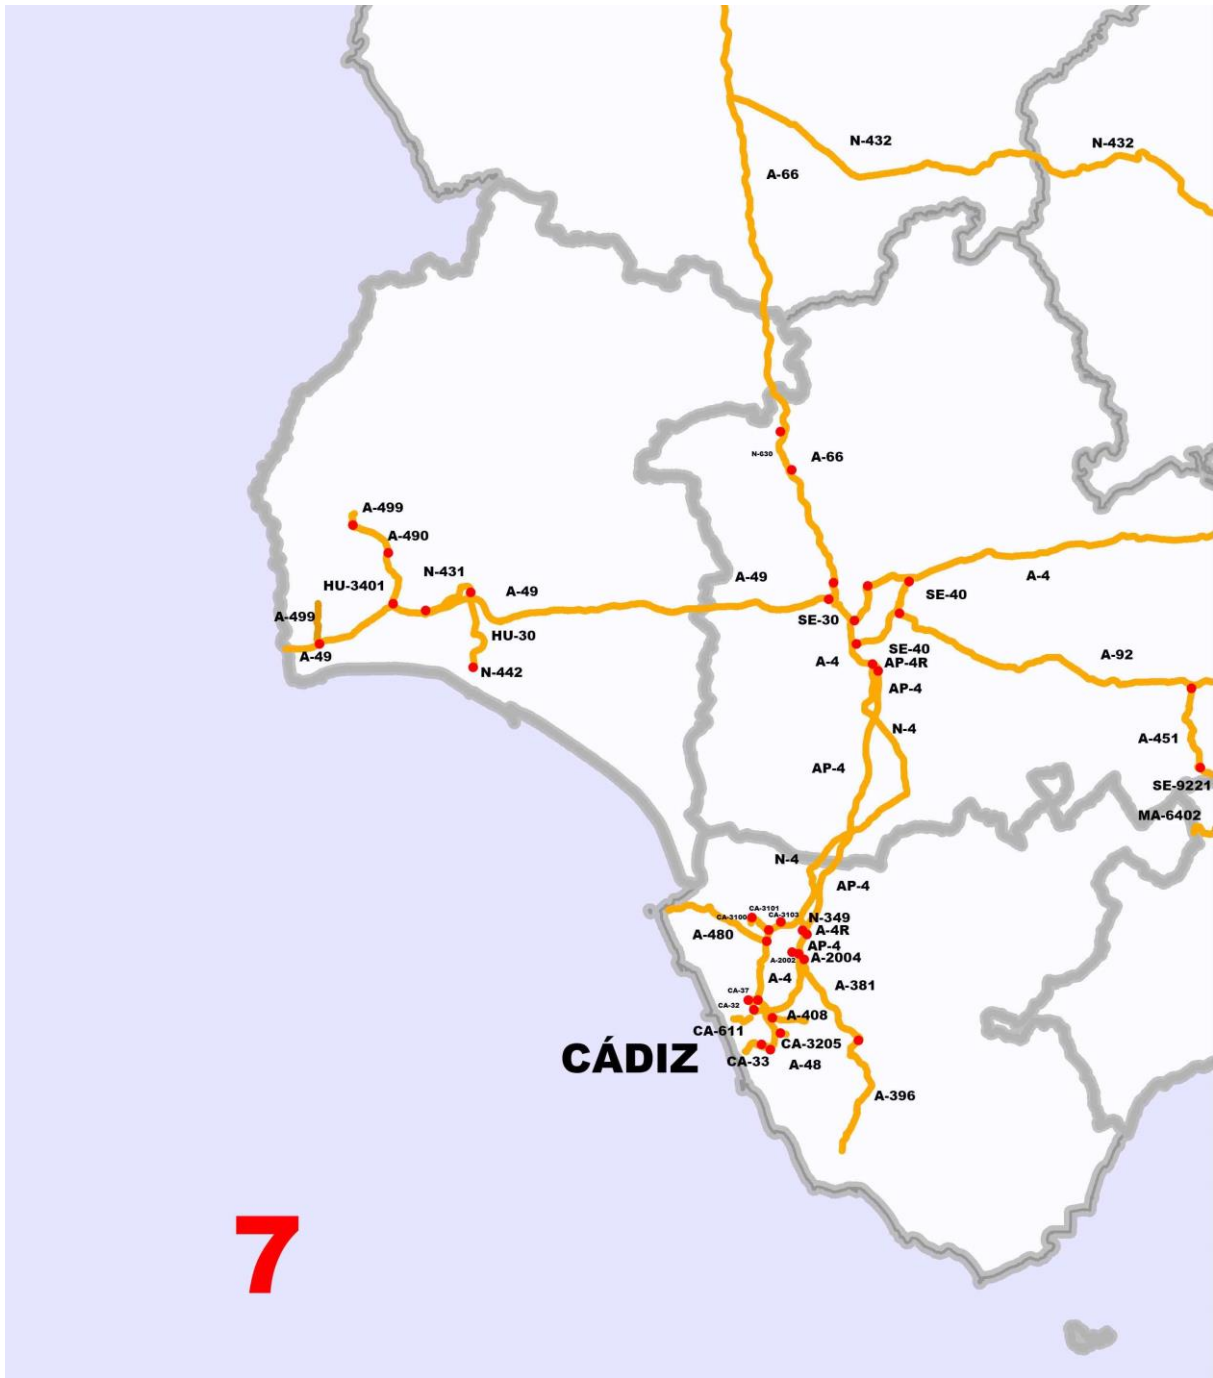 N-432
N-432
A-66
N-630
A-66
A-499
A-490
N-431
HU-3401
A-49
A-49
A-4
SE-40
A-499
SE-30
HU-30
SE-40
A-49
A-4
AP-4R
A-92
N-442
AP-4
N-4
A-451
AP-4
SE-9221
MA-6402
N-4
AP-4
CA-3101
CA-3100
CA-3103
N-349
A-480
A-4R
AP-4
A-2002
A-2004
A-4
A-381
CA-37
CA-32
A-408
CA-611
CA-3205
CÁDIZ
CA-33
A-48
A-396
7